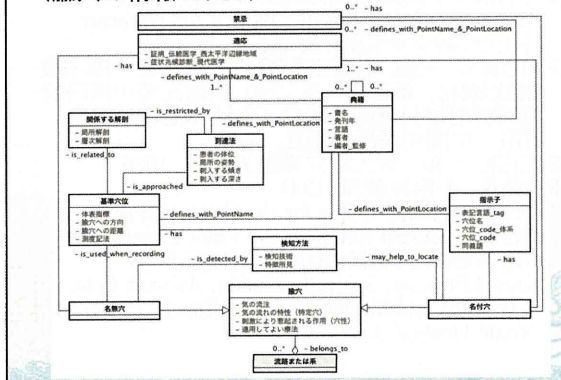 0..* - has
禁忌
0..* - defines_with_PointName_&_PointLocation
適応
- 証病_伝統医学_西太平洋辺縁地域
- 症状兆候診断_現代医学
- has
- defines_with_PointName_&_PointLocation
1..*
1..* - has
0..* 0..*
典籍
- 書名
- 発刊年
- 言語
- 著者
- 編者_監修
- is_restricted_by
関係する解剖
- 局所解剖
- 層次解剖
- defines_with_PointLocation
到達法
- 患者の体位
- 局所の姿勢
- 刺入する傾き
- 刺入する深さ
- is_related_to
- is_approached
基準穴位
- 体表指標
- 腧穴への方向
- 腧穴への距離
- 測度記法
- defines_with_PointName
- defines_with_PointLocation
指示子
- 表記言語_tag
- 穴位名
- 穴位_code_体系
- 穴位_code
- 同義語
- has
- is_used_when_recording
検知方法
- 検知技術
- 特徴所見
- is_detected_by
- may_help_to_locate
- has
名無穴
腧穴
- 気の流注
- 気の流れの特性（特定穴）
- 刺激により惹起される作用（穴性）
- 適用してよい療法
名付穴
0..* - belongs_to
流路または系